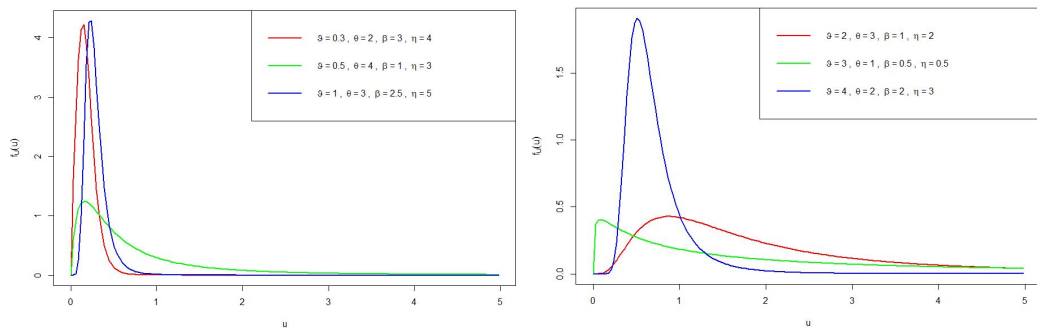 ϑ = 0.3 , θ = 2 , β = 3 , η = 4
ϑ = 0.5 , θ = 4 , β = 1 , η = 3
ϑ = 1 , θ = 3 , β = 2.5 , η = 5
4
3
2
1
0
f_U(u)
0 1 2 3 4 5
u
ϑ = 2 , θ = 3 , β = 1 , η = 2
ϑ = 3 , θ = 1 , β = 0.5 , η = 0.5
ϑ = 4 , θ = 2 , β = 2 , η = 3
1.5
1.0
0.5
0.0
f_U(u)
0 1 2 3 4 5
u